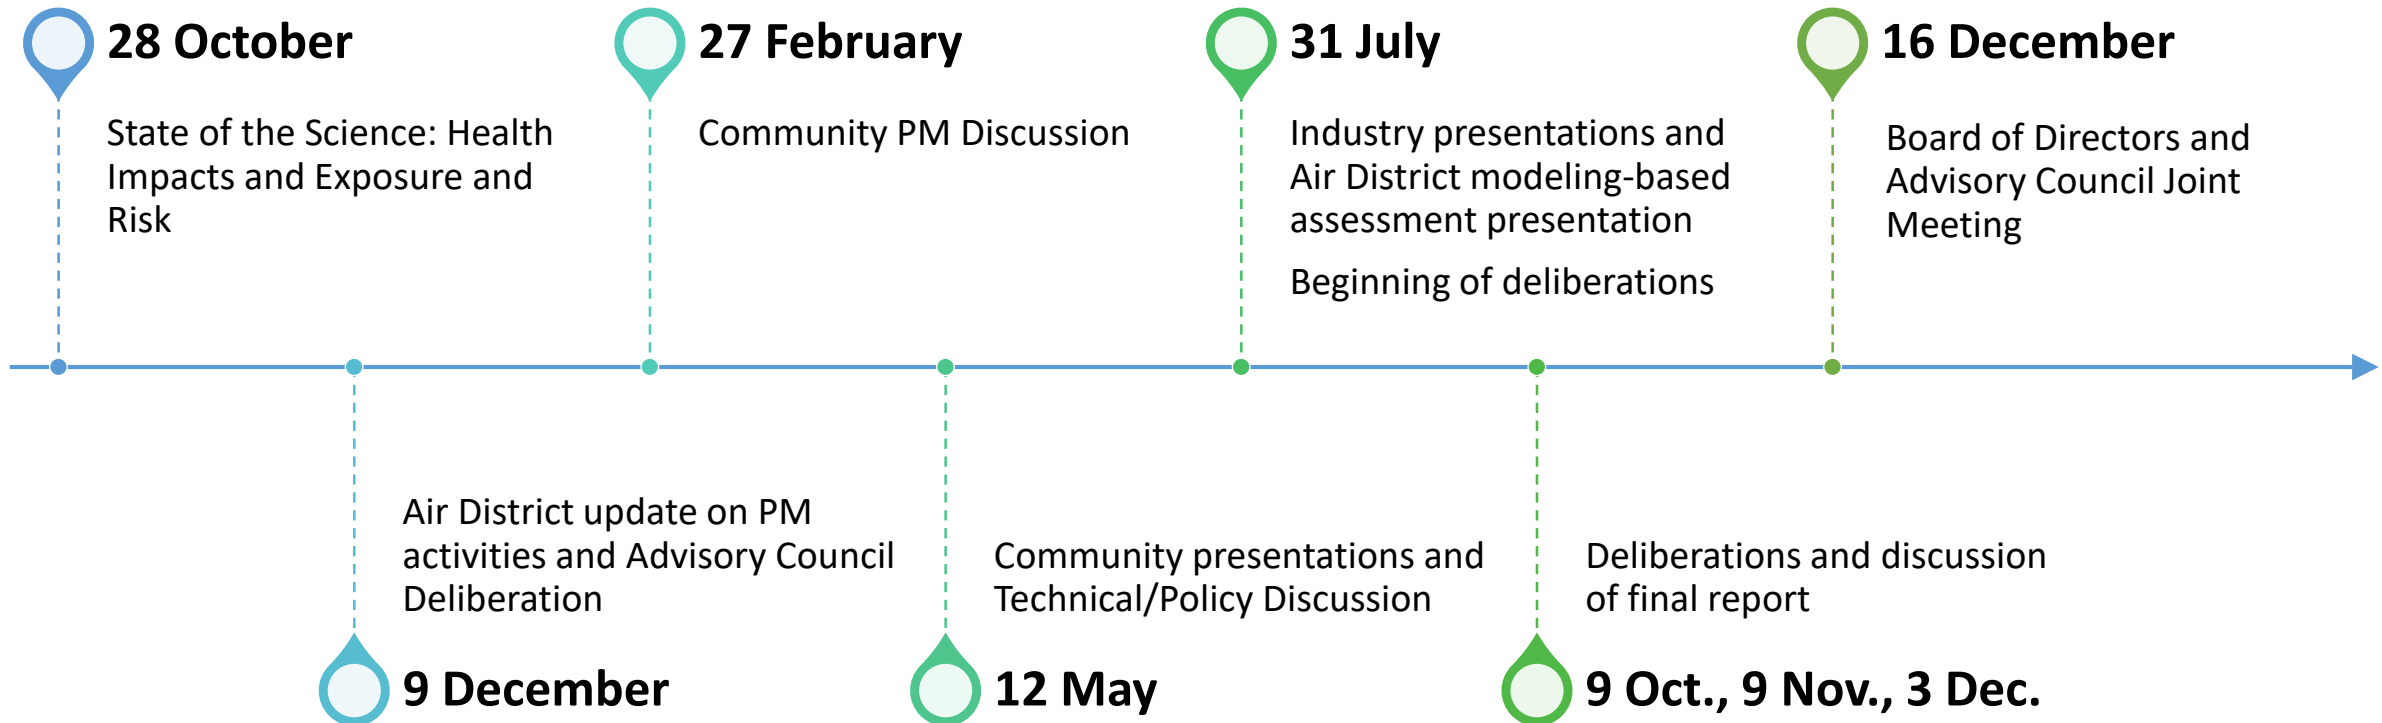 28 October
State of the Science: Health
Impacts and Exposure and
Risk
27 February
Community PM Discussion
31 July
Industry presentations and
Air District modeling-based
assessment presentation
Beginning of deliberations
16 December
Board of Directors and
Advisory Council Joint
Meeting
Air District update on PM
activities and Advisory Council
Deliberation
9 December
Community presentations and
Technical/Policy Discussion
12 May
Deliberations and discussion
of final report
9 Oct., 9 Nov., 3 Dec.